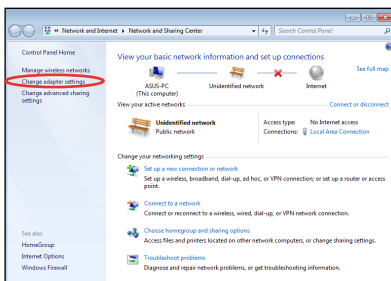 Network and Internet ▸ Network and Sharing Center
Search Control Panel
Control Panel Home
Manage wireless networks
Change adapter settings
Change advanced sharing
settings
See also
HomeGroup
Internet Options
Windows Firewall
View your basic network information and set up connections
ASUS-PC
(This computer)
Unidentified network
Internet
See full map
View your active networks
Connect or disconnect
Unidentified network
Public network
Access type: No Internet access
Connections: Local Area Connection
Change your networking settings
Set up a new connection or network
Set up a wireless, broadband, dial-up, ad hoc, or VPN connection; or set up a router or access
point.
Connect to a network
Connect or reconnect to a wireless, wired, dial-up, or VPN network connection.
Choose homegroup and sharing options
Access files and printers located on other network computers, or change sharing settings.
Troubleshoot problems
Diagnose and repair network problems, or get troubleshooting information.